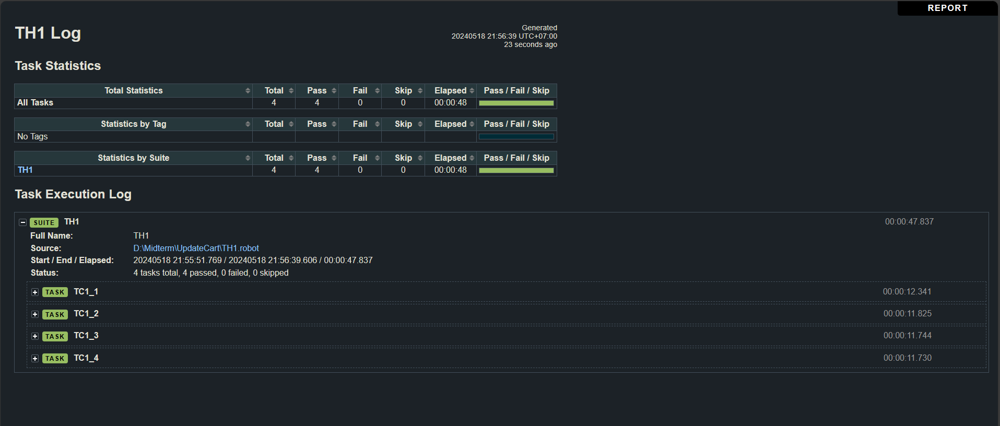 REPORT
TH1 Log
Generated
20240518 21:56:39 UTC+07:00
23 seconds ago
Task Statistics
Total Statistics Total Pass Fail Skip Elapsed Pass / Fail / Skip
All Tasks 4 4 0 0 00:00:48
Statistics by Tag Total Pass Fail Skip Elapsed Pass / Fail / Skip
No Tags
Statistics by Suite Total Pass Fail Skip Elapsed Pass / Fail / Skip
TH1 4 4 0 0 00:00:48
Task Execution Log
SUITE TH1 00:00:47.837
Full Name: TH1
Source: D:\Midterm\UpdateCart\TH1.robot
Start / End / Elapsed: 20240518 21:55:51.769 / 20240518 21:56:39.606 / 00:00:47.837
Status: 4 tasks total, 4 passed, 0 failed, 0 skipped
TASK TC1_1 00:00:12.341
TASK TC1_2 00:00:11.825
TASK TC1_3 00:00:11.744
TASK TC1_4 00:00:11.730